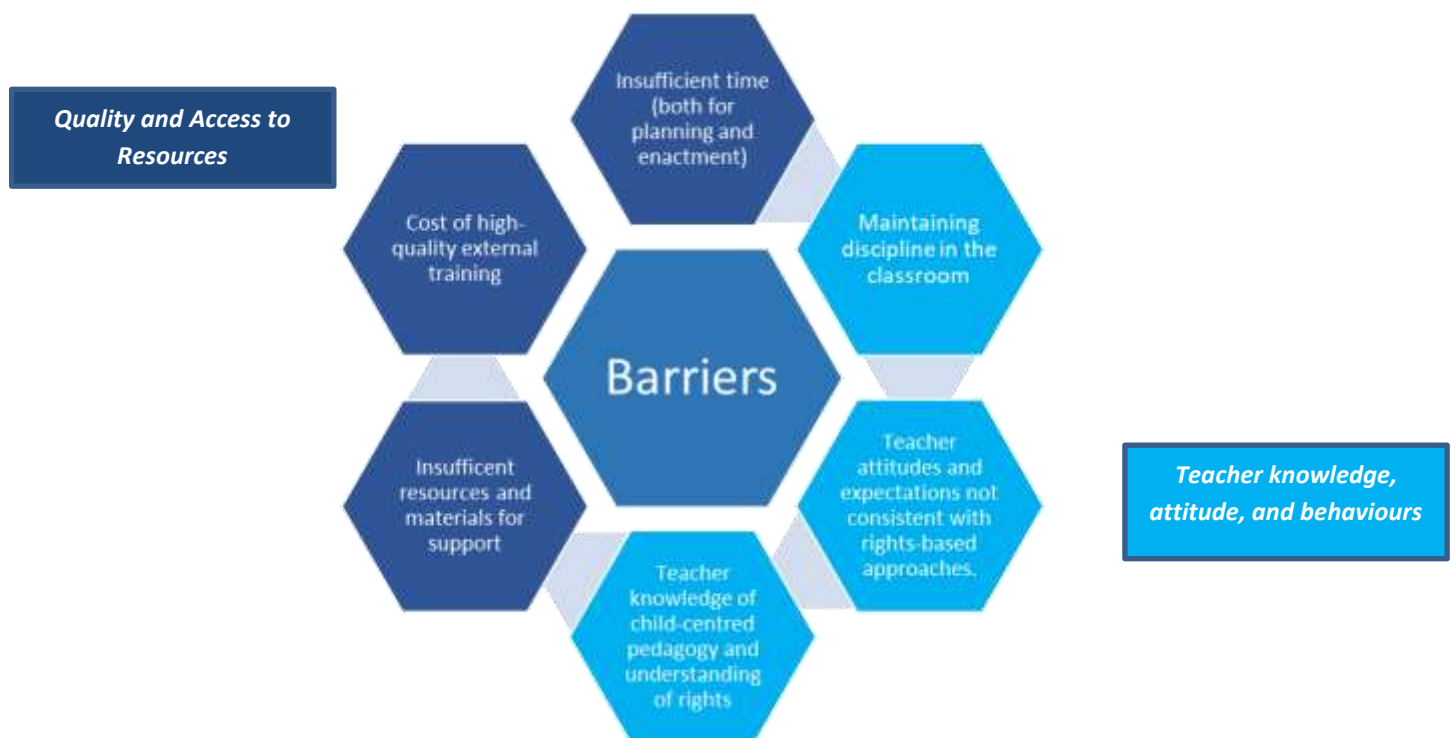 Quality and Access to
Resources
Insufficient time
(both for
planning and
enactment)
Cost of high-
quality external
training
Maintaining
discipline in the
classroom
Barriers
Insufficent
resources and
materials for
support
Teacher
attitudes and
expectations not
consistent with
rights-based
approaches.
Teacher knowledge,
attitude, and behaviours
Teacher
knowledge of
child-centred
pedagogy and
understanding
of rights